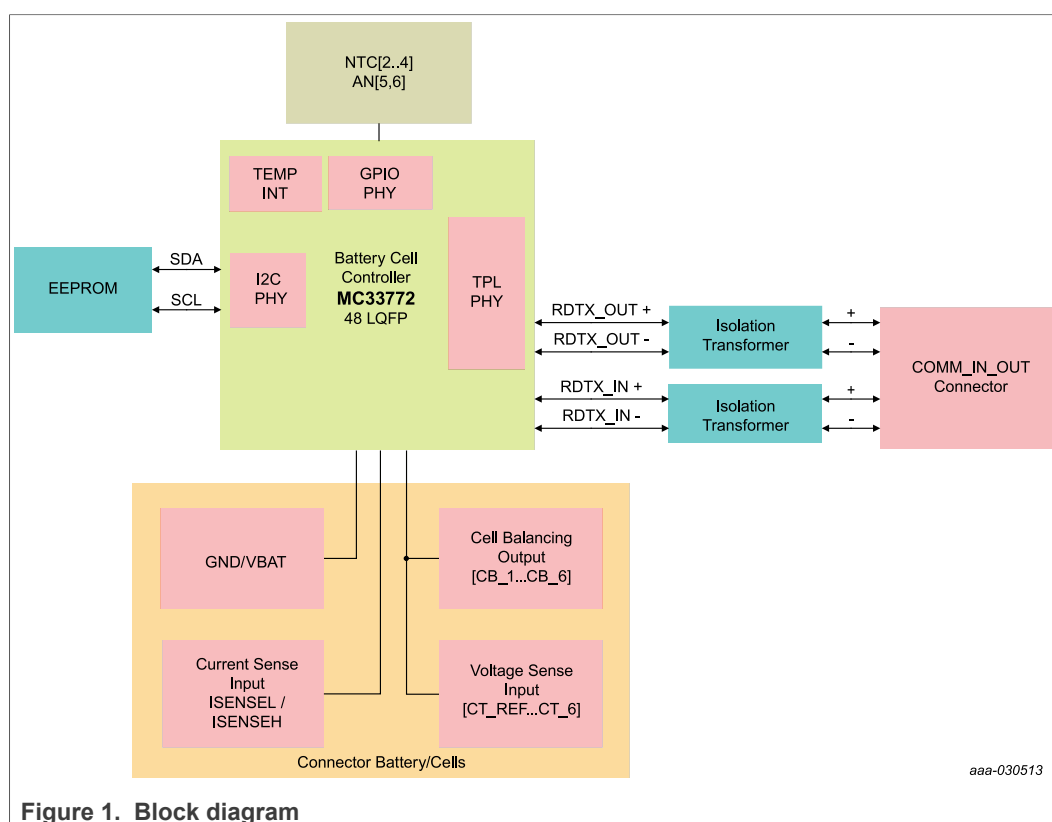 NTC[2..4]
AN[5,6]
TEMP
INT
GPIO
PHY
EEPROM
SDA
SCL
I2C
PHY
Battery Cell
Controller
MC33772
48 LQFP
TPL
PHY
RDTX_OUT +
RDTX_OUT -
RDTX_IN +
RDTX_IN -
Isolation
Transformer
Isolation
Transformer
+
-
+
-
COMM_IN_OUT
Connector
GND/VBAT
Cell Balancing
Output
[CB_1...CB_6]
Current Sense
Input
ISENSEL /
ISENSEH
Voltage Sense
Input
[CT_REF...CT_6]
Connector Battery/Cells
aaa-030513
Figure 1. Block diagram